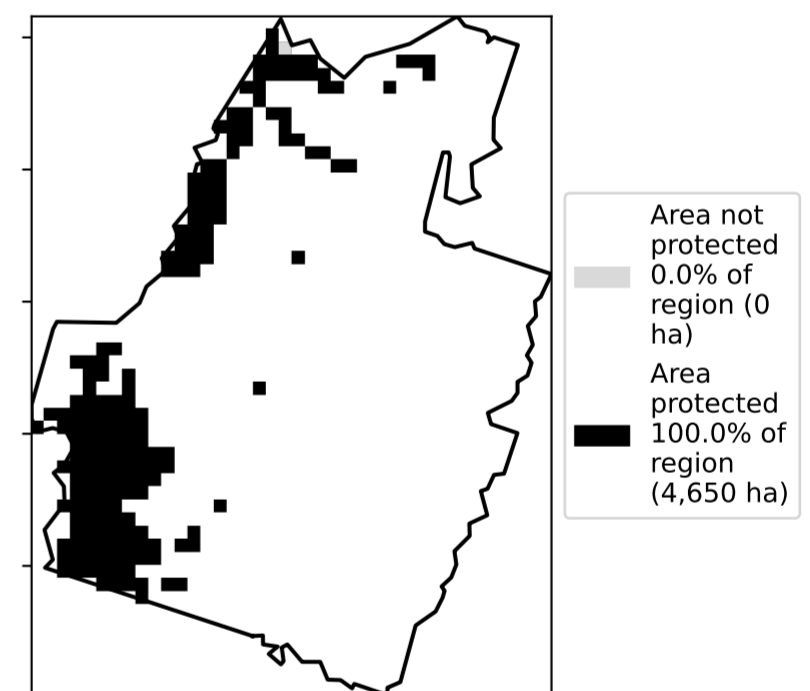 Area not
protected
0.0% of
region (0
ha)
Area
protected
100.0% of
region
(4,650 ha)